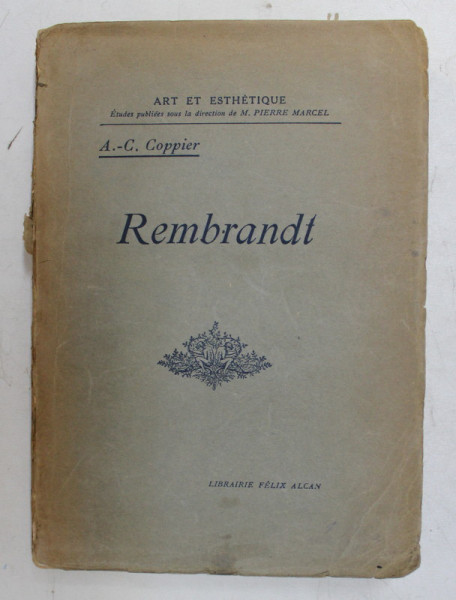 ART ET ESTHÉTIQUE
Études publiées sous la direction de M. PIERRE MARCEL
A.-C. Coppier
Rembrandt
LIBRAIRIE FÉLIX ALCAN